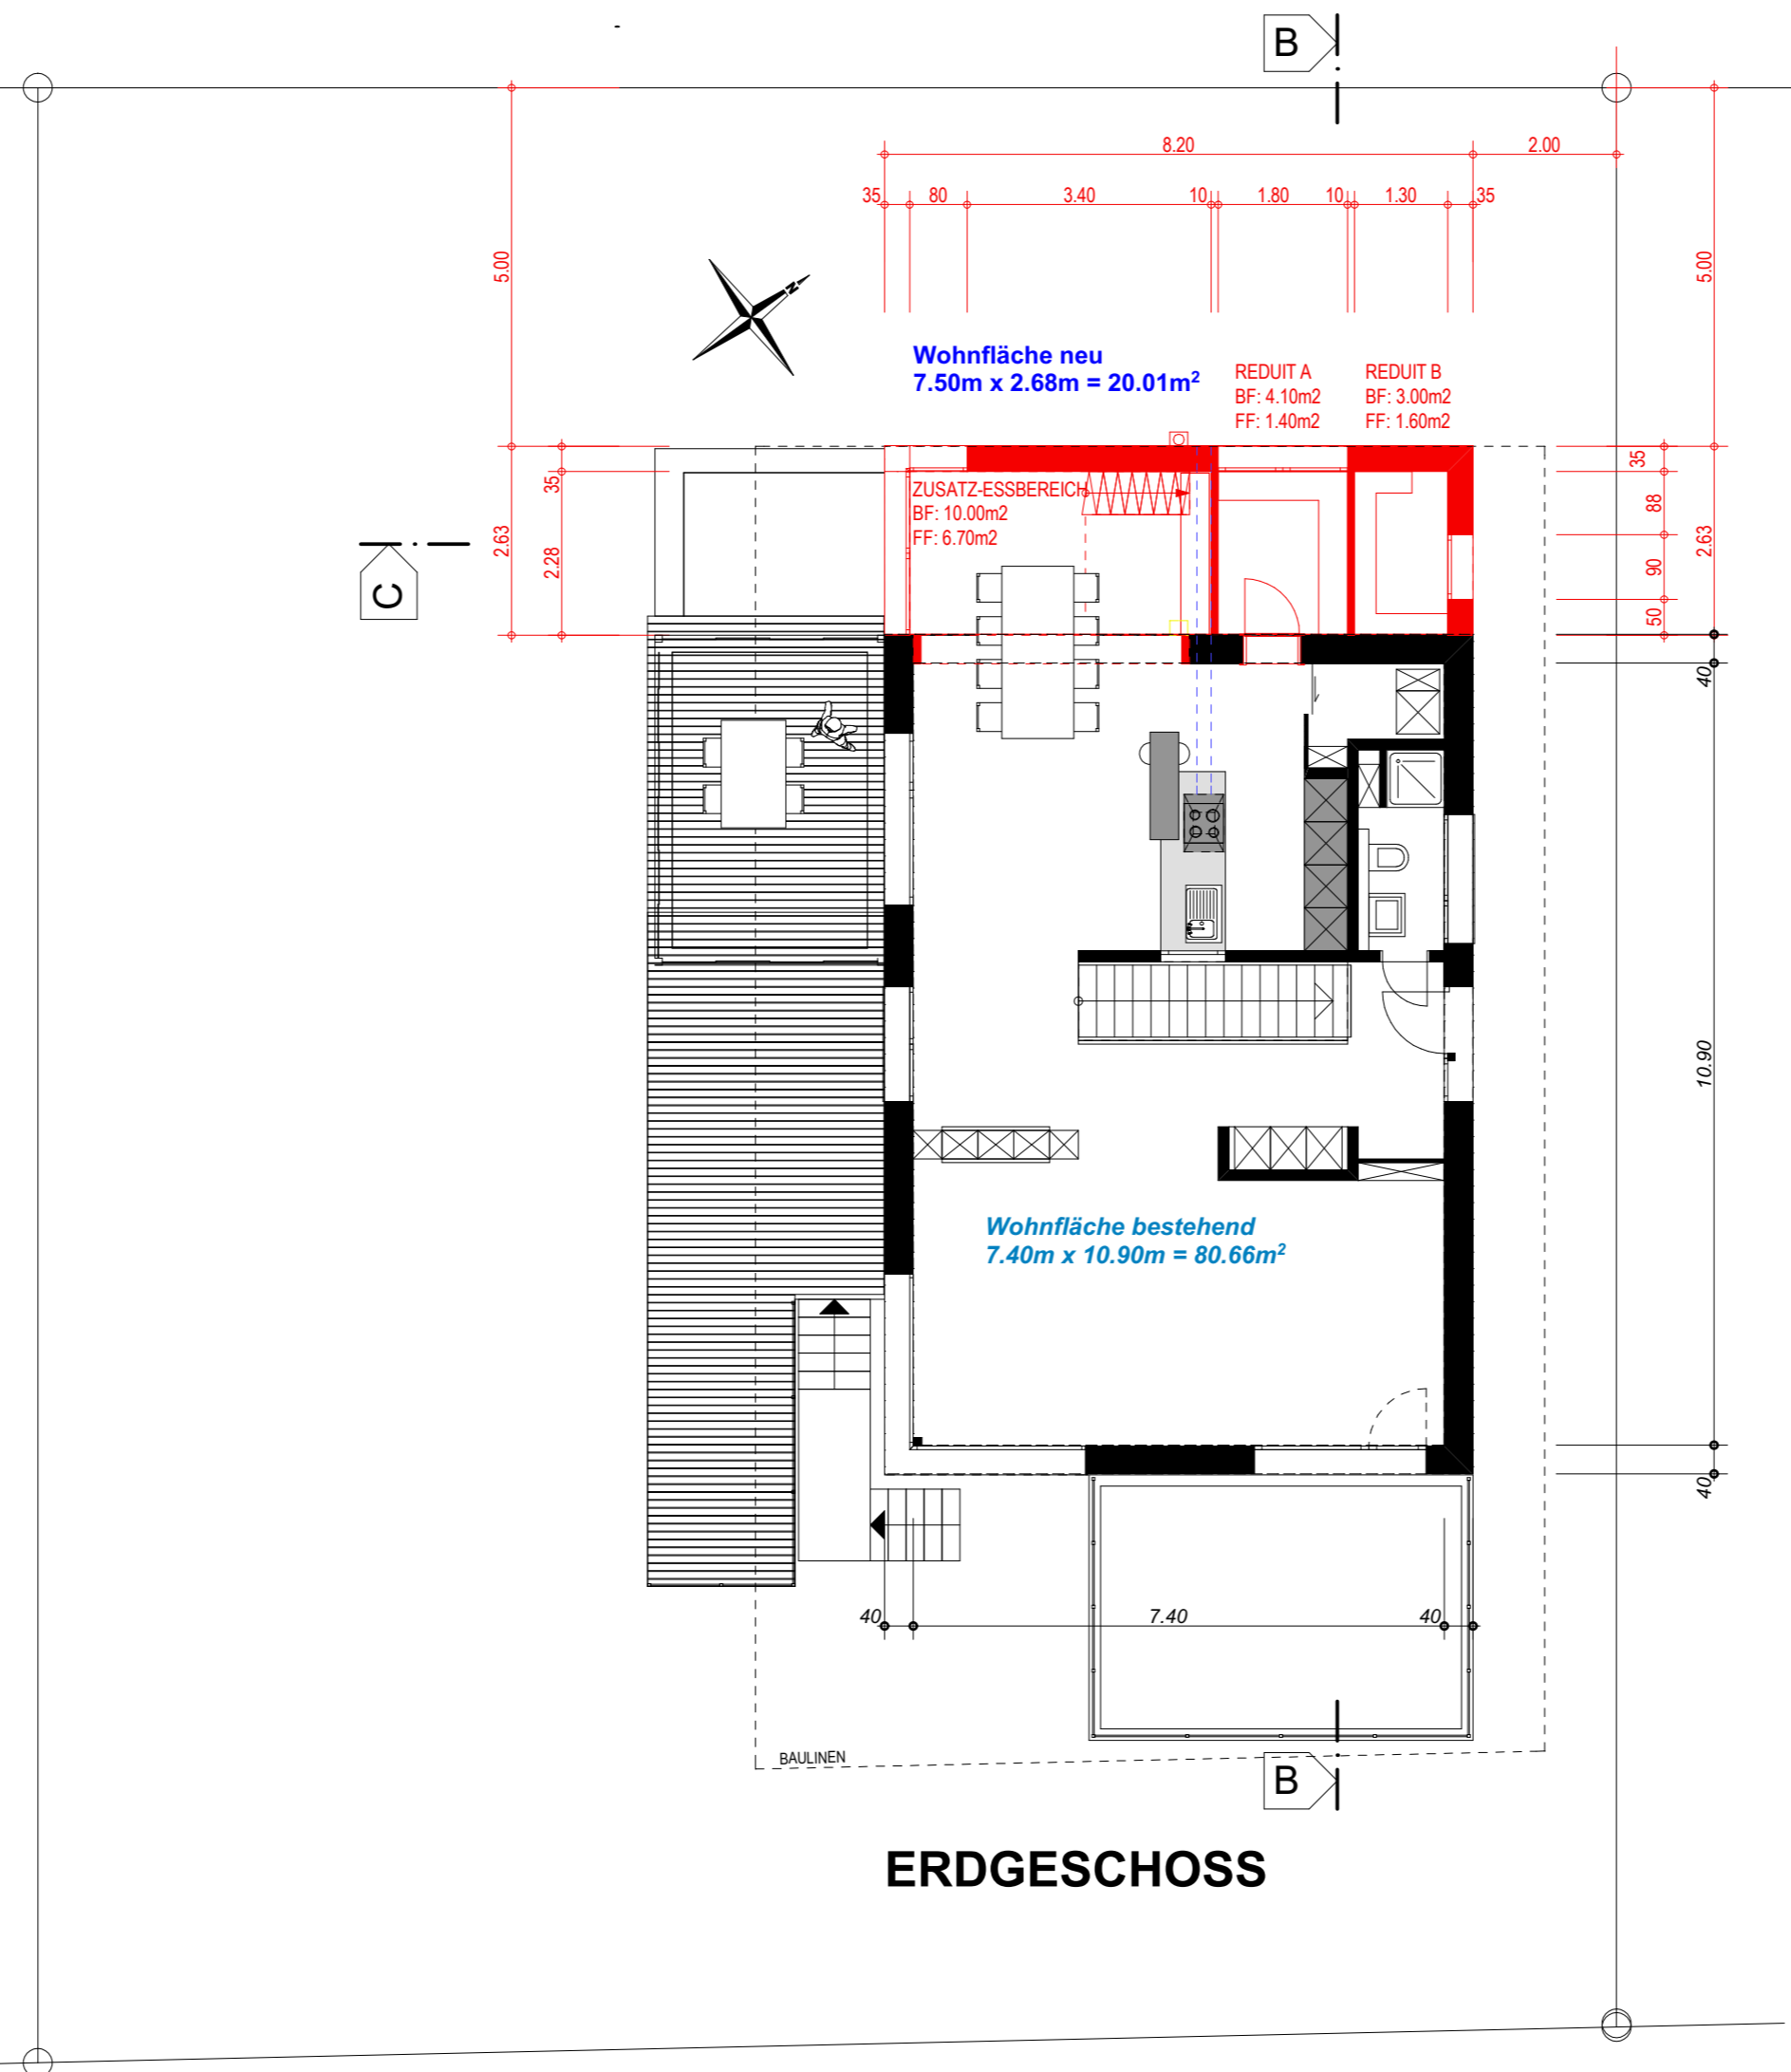 B
8.20
2.00
35
80
3.40
10
1.80
10
1.30
35
5.00
5.00
N
Wohnfläche neu
7.50m x 2.68m = 20.01m²
REDUIT A
BF: 4.10m2
FF: 1.40m2
REDUIT B
BF: 3.00m2
FF: 1.60m2
35
2.63
2.28
ZUSATZ-ESSBEREICH
BF: 10.00m2
FF: 6.70m2
35
88
2.63
90
50
C
40
10.90
Wohnfläche bestehend
7.40m x 10.90m = 80.66m²
40
40
7.40
40
BAULINEN
B
ERDGESCHOSS